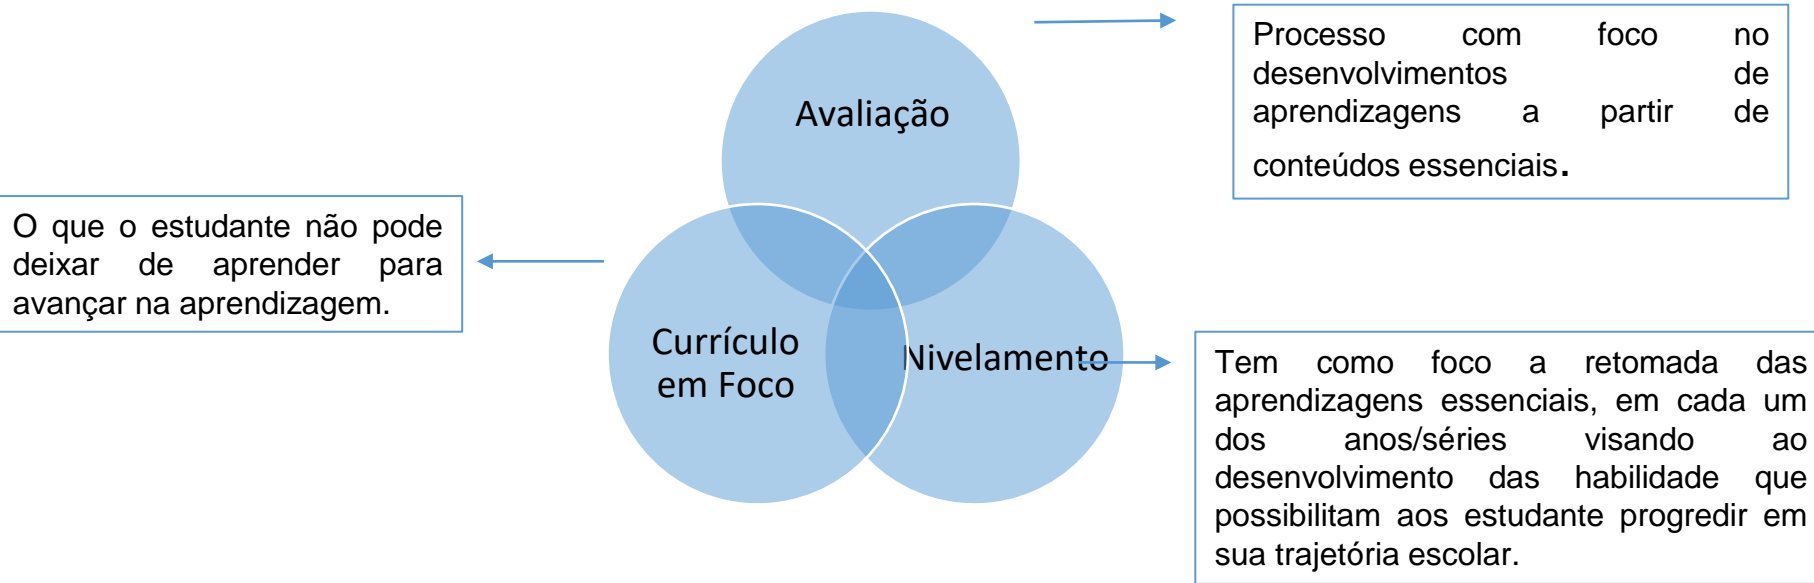 Processo com foco no
desenvolvimentos de
aprendizagens a partir de
conteúdos essenciais.
Avaliação
O que o estudante não pode
deixar de aprender para
avançar na aprendizagem.
Currículo
em Foco
Nivelamento
Tem como foco a retomada das
aprendizagens essenciais, em cada um
dos anos/séries visando ao
desenvolvimento das habilidade que
possibilitam aos estudante progredir em
sua trajetória escolar.